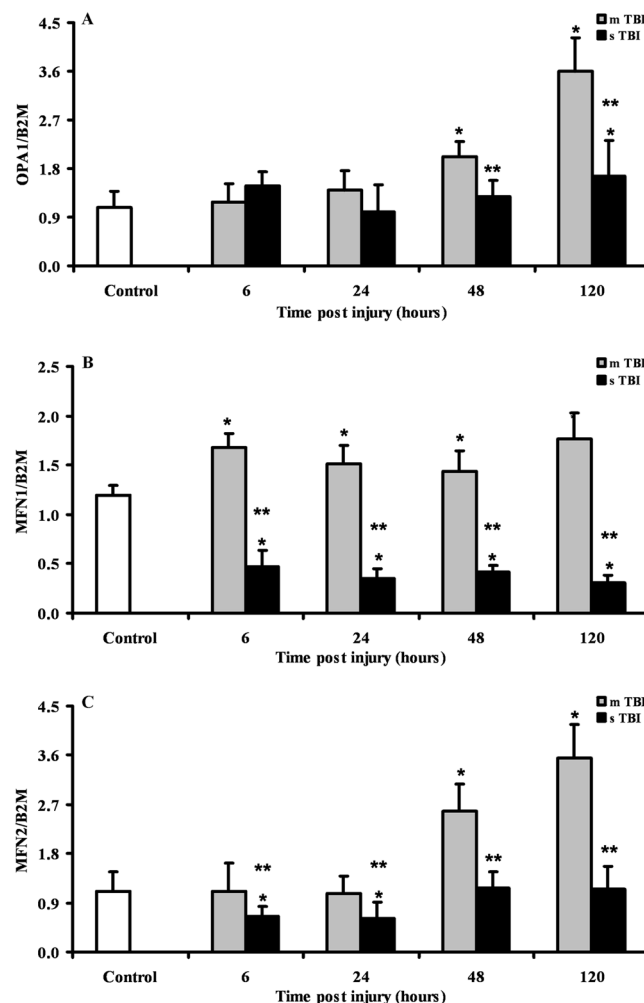 A
m TBI
s TBI
OPA1/B2M
4.5
3.6
2.7
1.8
0.9
0.0
*
**
*
**
*
Control 6 24 48 120
Time post injury (hours)
B
m TBI
s TBI
MFN1/B2M
2.5
2.0
1.5
1.0
0.5
0.0
*
**
*
*
**
*
*
**
*
**
*
Control 6 24 48 120
Time post injury (hours)
C
m TBI
s TBI
MFN2/B2M
4.5
3.6
2.7
1.8
0.9
0.0
**
*
**
*
*
**
*
**
Control 6 24 48 120
Time post injury (hours)